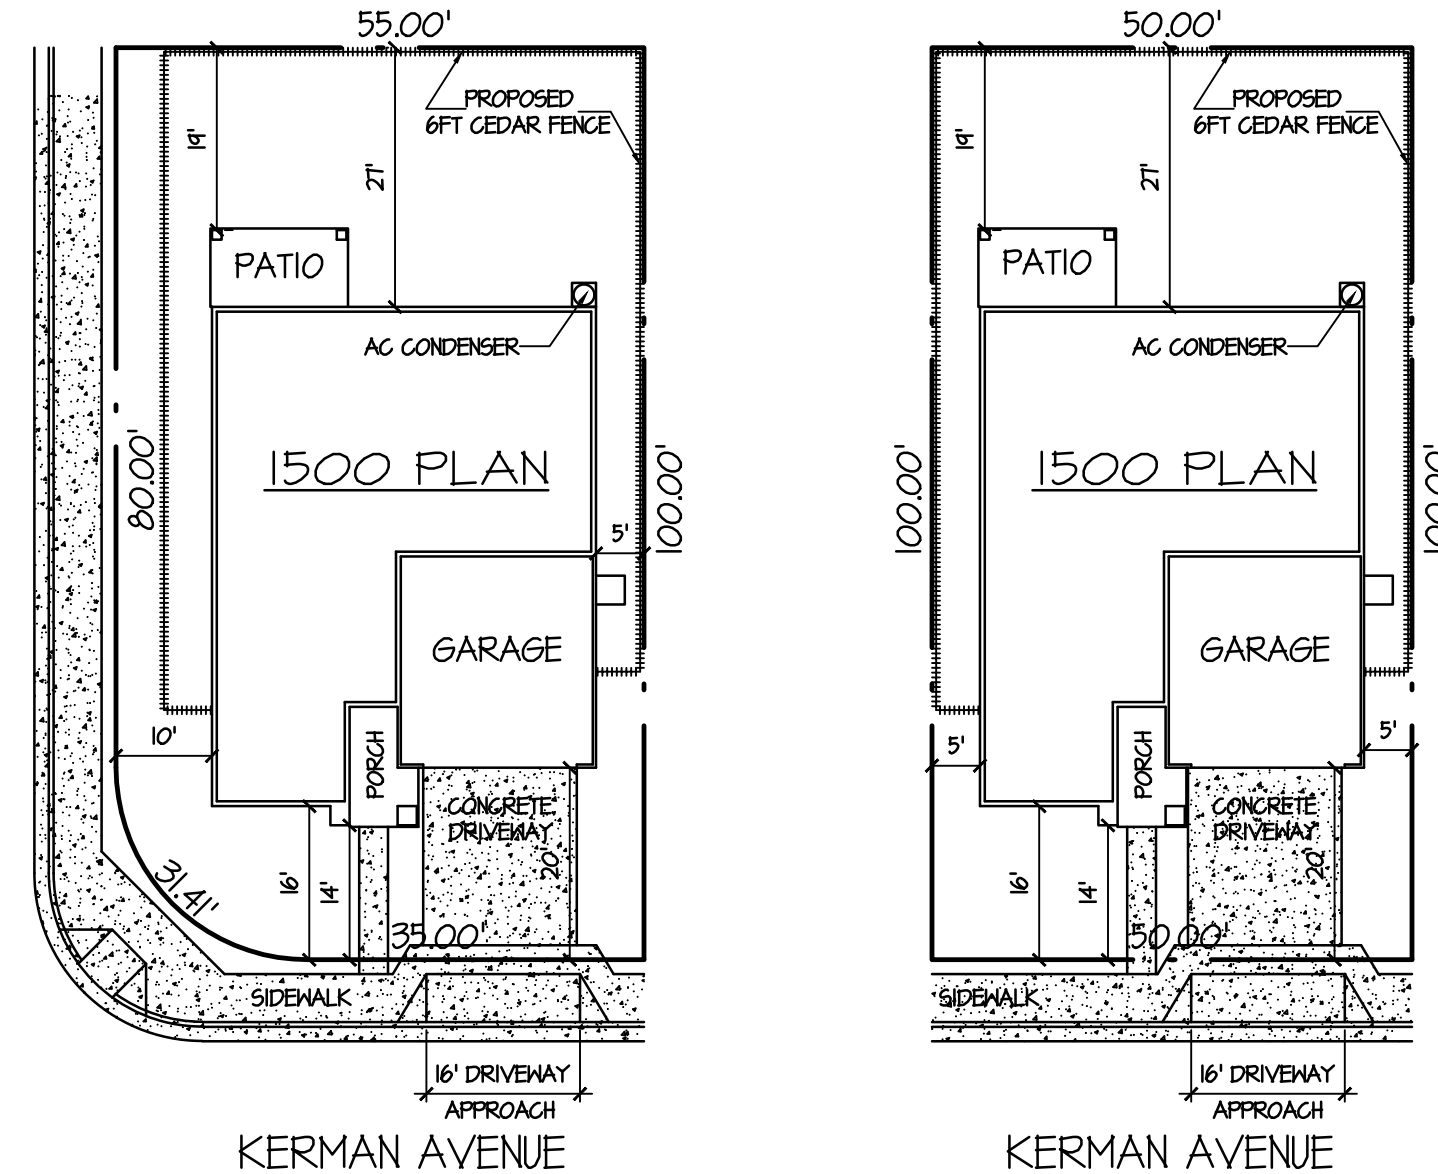 55.00'
PROPOSED
6FT CEDAR FENCE
19'
27'
PATIO
AC CONDENSER
1500 PLAN
80.00'
100.00'
5'
GARAGE
10'
PORCH
CONCRETE
DRIVEWAY
20'
31.41'
16'
14'
35.00'
SIDEWALK
16' DRIVEWAY
APPROACH
KERMAN AVENUE
50.00'
PROPOSED
6FT CEDAR FENCE
19'
27'
PATIO
AC CONDENSER
1500 PLAN
100.00'
100.00'
GARAGE
5'
5'
PORCH
CONCRETE
DRIVEWAY
20'
16'
14'
50.00'
SIDEWALK
16' DRIVEWAY
APPROACH
KERMAN AVENUE